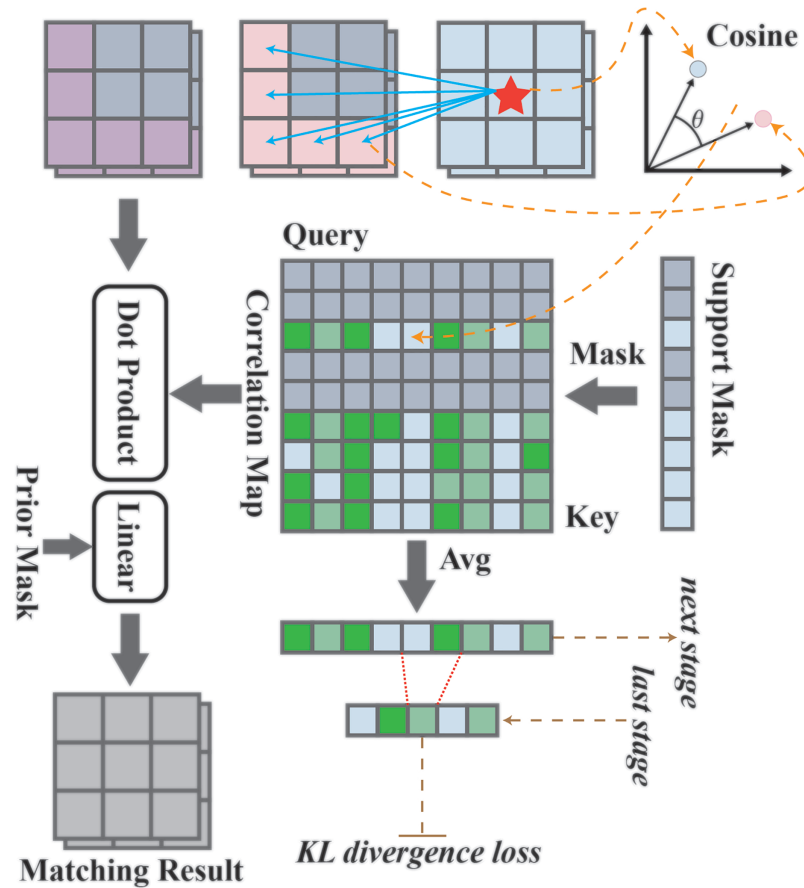 Cosine
θ
Query
Correlation Map
Dot Product
Mask
Support Mask
Prior Mask
Linear
Key
Avg
next stage
last stage
KL divergence loss
Matching Result